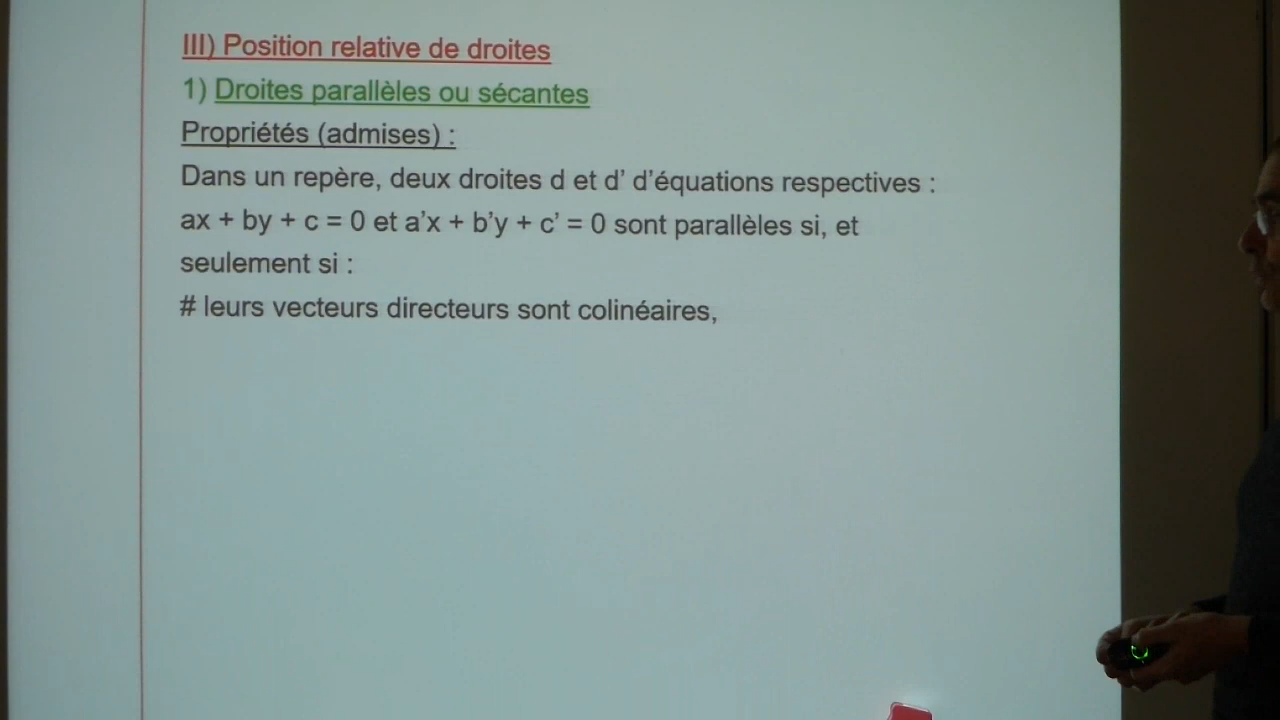 III) Position relative de droites
1) Droites parallèles ou sécantes
Propriétés (admises) :
Dans un repère, deux droites d et d’ d’équations respectives :
ax + by + c = 0 et a’x + b’y + c’ = 0 sont parallèles si, et
seulement si :
# leurs vecteurs directeurs sont colinéaires,